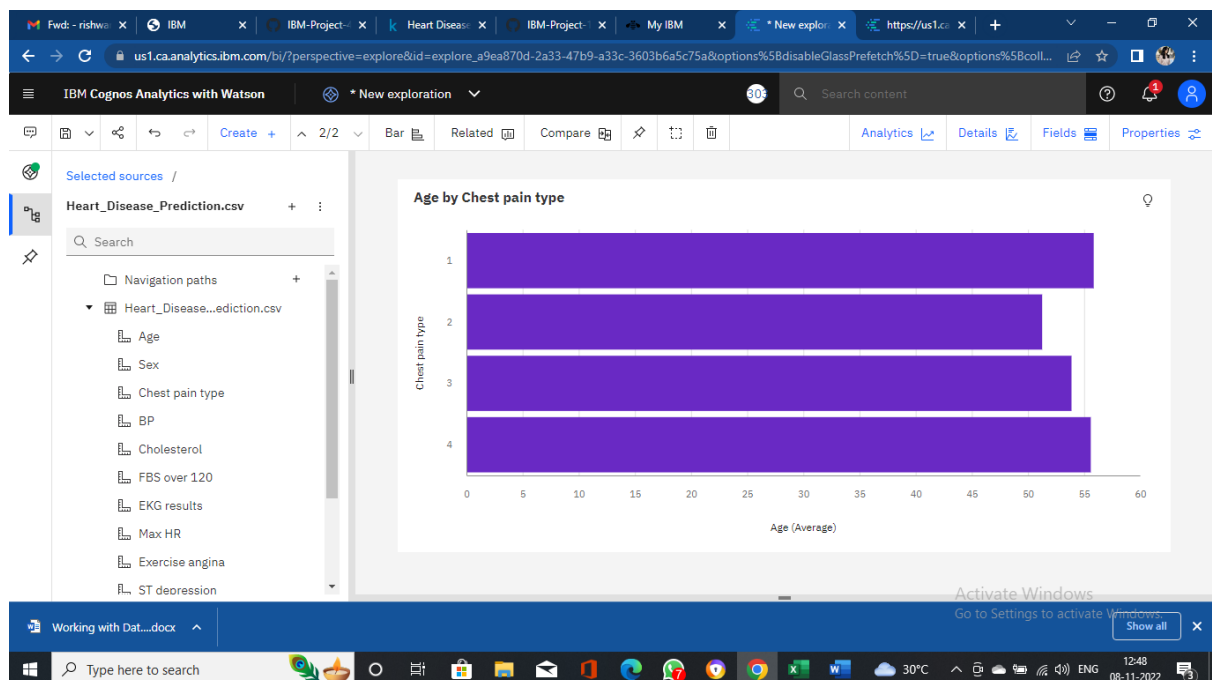 Fwd: - rishwa
IBM
IBM-Project-
Heart Disease
IBM-Project-1
My IBM
* New explor
https://us1.ca
us1.ca.analytics.ibm.com/bi/?perspective=explore&id=explore_a9ea870d-2a33-47b9-a33c-3603b6a5c75a&options%5BdisableGlassPrefetch%5D=true&options%5Bcoll...
IBM Cognos Analytics with Watson
* New exploration
Search content
1
Create +
2/2
Bar
Related
Compare
Analytics
Details
Fields
Properties
Selected sources /
Heart_Disease_Prediction.csv
Search
Navigation paths
Heart_Disease...ediction.csv
Age
Sex
Chest pain type
BP
Cholesterol
FBS over 120
EKG results
Max HR
Exercise angina
ST depression
Age by Chest pain type
Chest pain type
1
2
3
4
0 5 10 15 20 25 30 35 40 45 50 55 60
Age (Average)
Activate Windows
Go to Settings to activate Windows.
Working with Dat....docx
Show all
Type here to search
30°C
ENG
12:48
08-11-2022